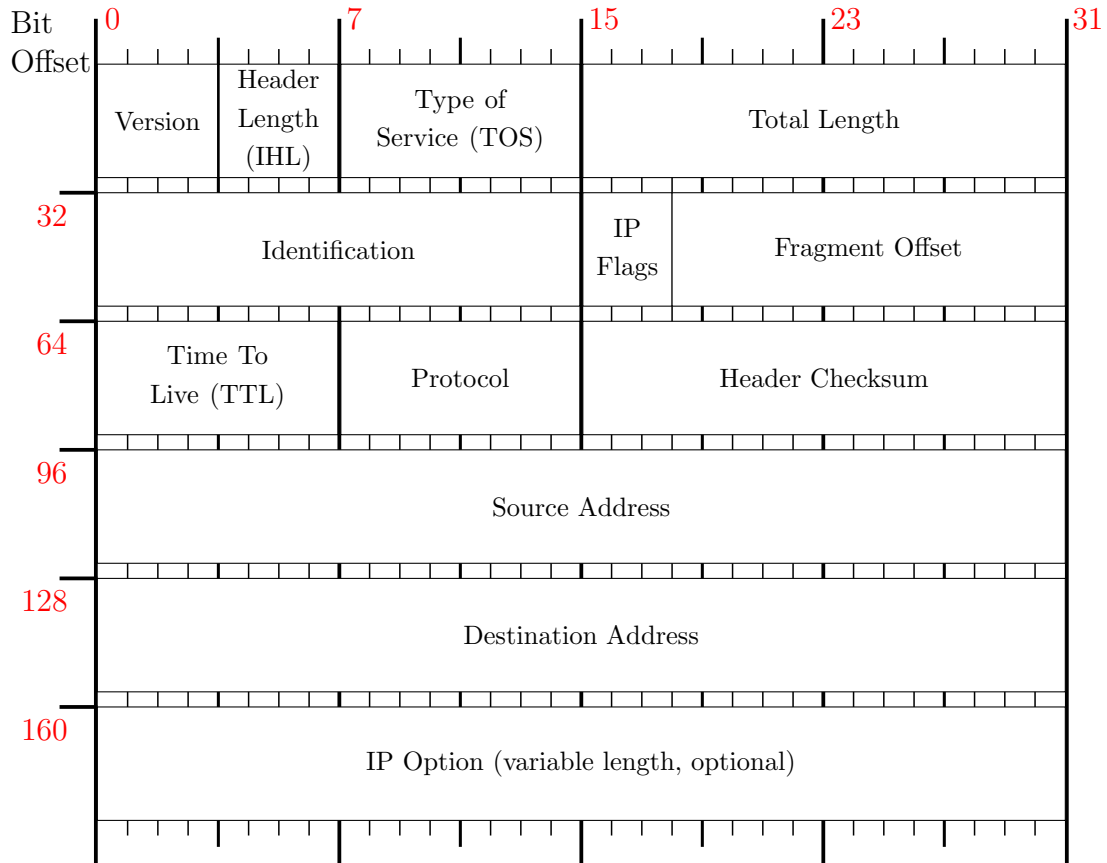 Bit
Offset
0 7 15 23 31
Version
Header
Length
(IHL)
Type of
Service (TOS)
Total Length
32
Identification
IP
Flags
Fragment Offset
64
Time To
Live (TTL)
Protocol
Header Checksum
96
Source Address
128
Destination Address
160
IP Option (variable length, optional)